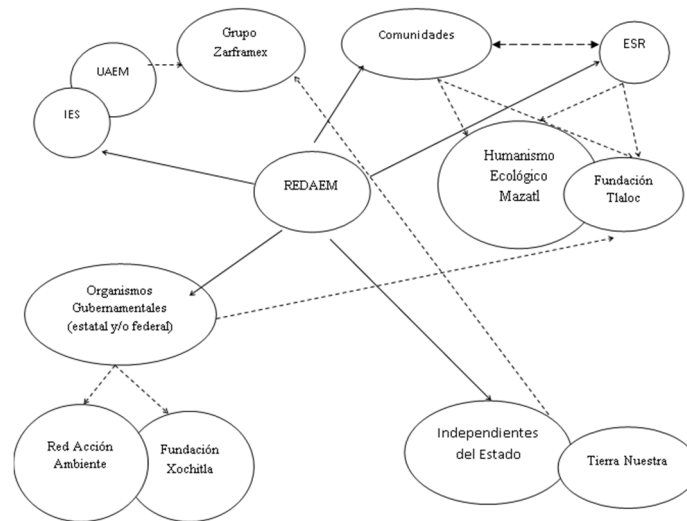 Grupo
Zarframex
Comunidades
ESR
UAEM
IES
Humanismo
Ecológico
Mazatl
Fundación
Tlaloc
REDAEM
Organismos
Gubernamentales
(estatal y/o federal)
Independientes
del Estado
Tierra Nuestra
Red Acción
Ambiente
Fundación
Xochitla